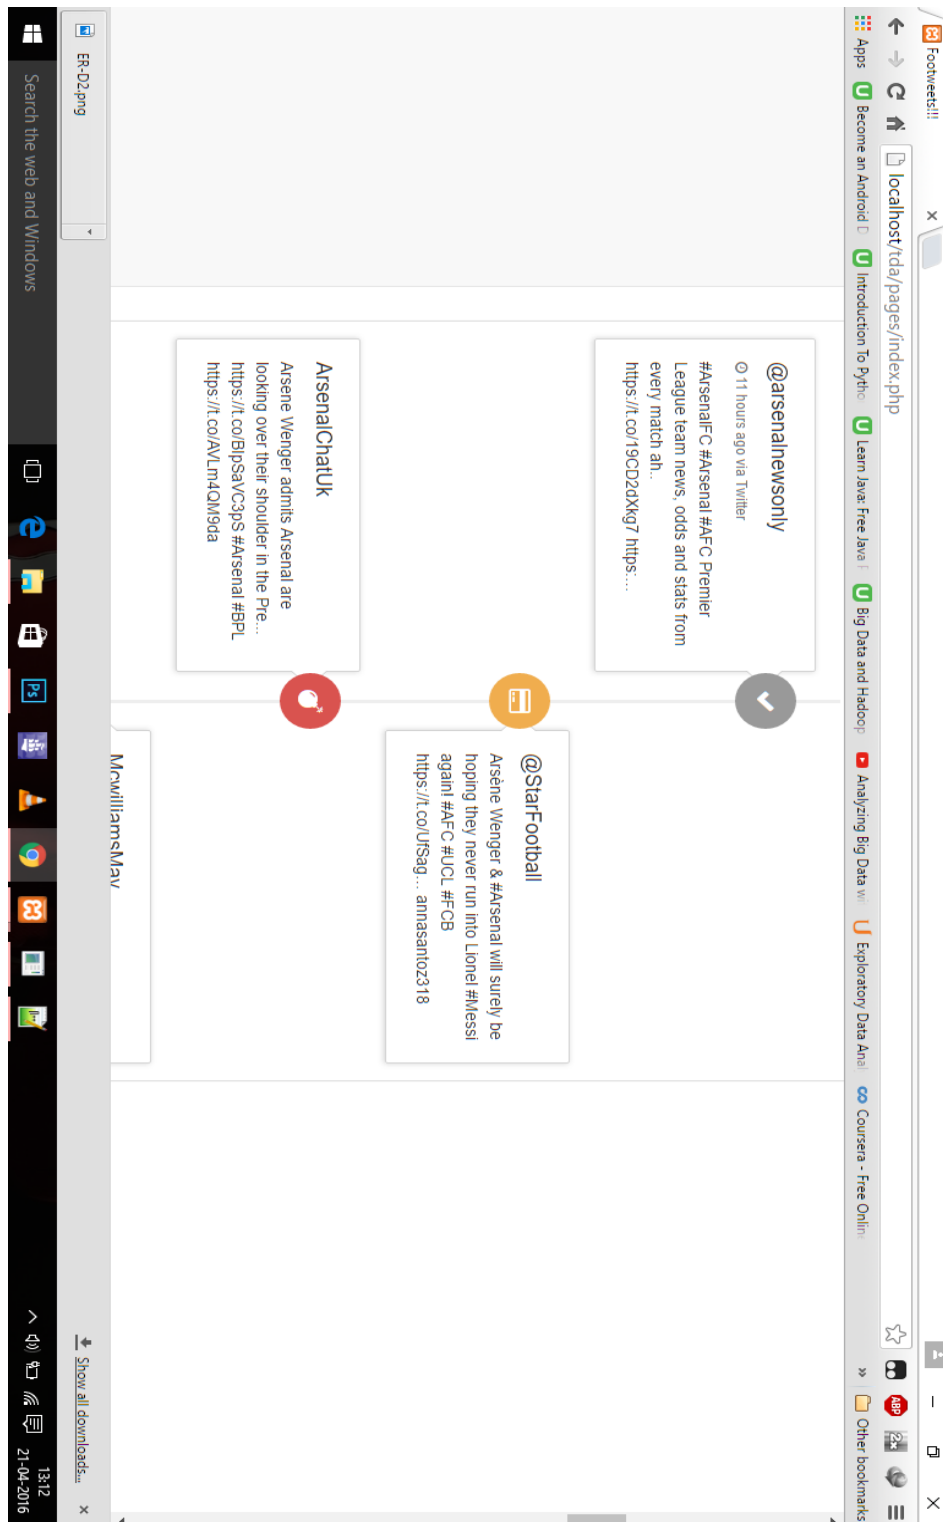 Footweets!!!
localhost/tda/pages/index.php
Apps
Become an Android D
Introduction To Pytho
Learn Java: Free Java
Big Data and Hadoop
Analyzing Big Data wi
Exploratory Data Anal
Coursera - Free Onlin
Other bookmarks
@arsenalnewsonly
11 hours ago via Twitter
#ArsenalFC #Arsenal #AFC Premier
League team news, odds and stats from
every match ah..
https://t.co/19CD2dXkg7 https:...
@StarFootball
Arsène Wenger & #Arsenal will surely be
hoping they never run into Lionel #Messi
again! #AFC #UCL #FCB
https://t.co/UfSag... annasantoz318
ArsenalChatUk
Arsene Wenger admits Arsenal are
looking over their shoulder in the Pre...
https://t.co/BlpSaVC3pS #Arsenal #BPL
https://t.co/AVLm4QM9da
McwilliamsMay
ER-D2.png
Show all downloads...
Search the web and Windows
13:12
21-04-2016